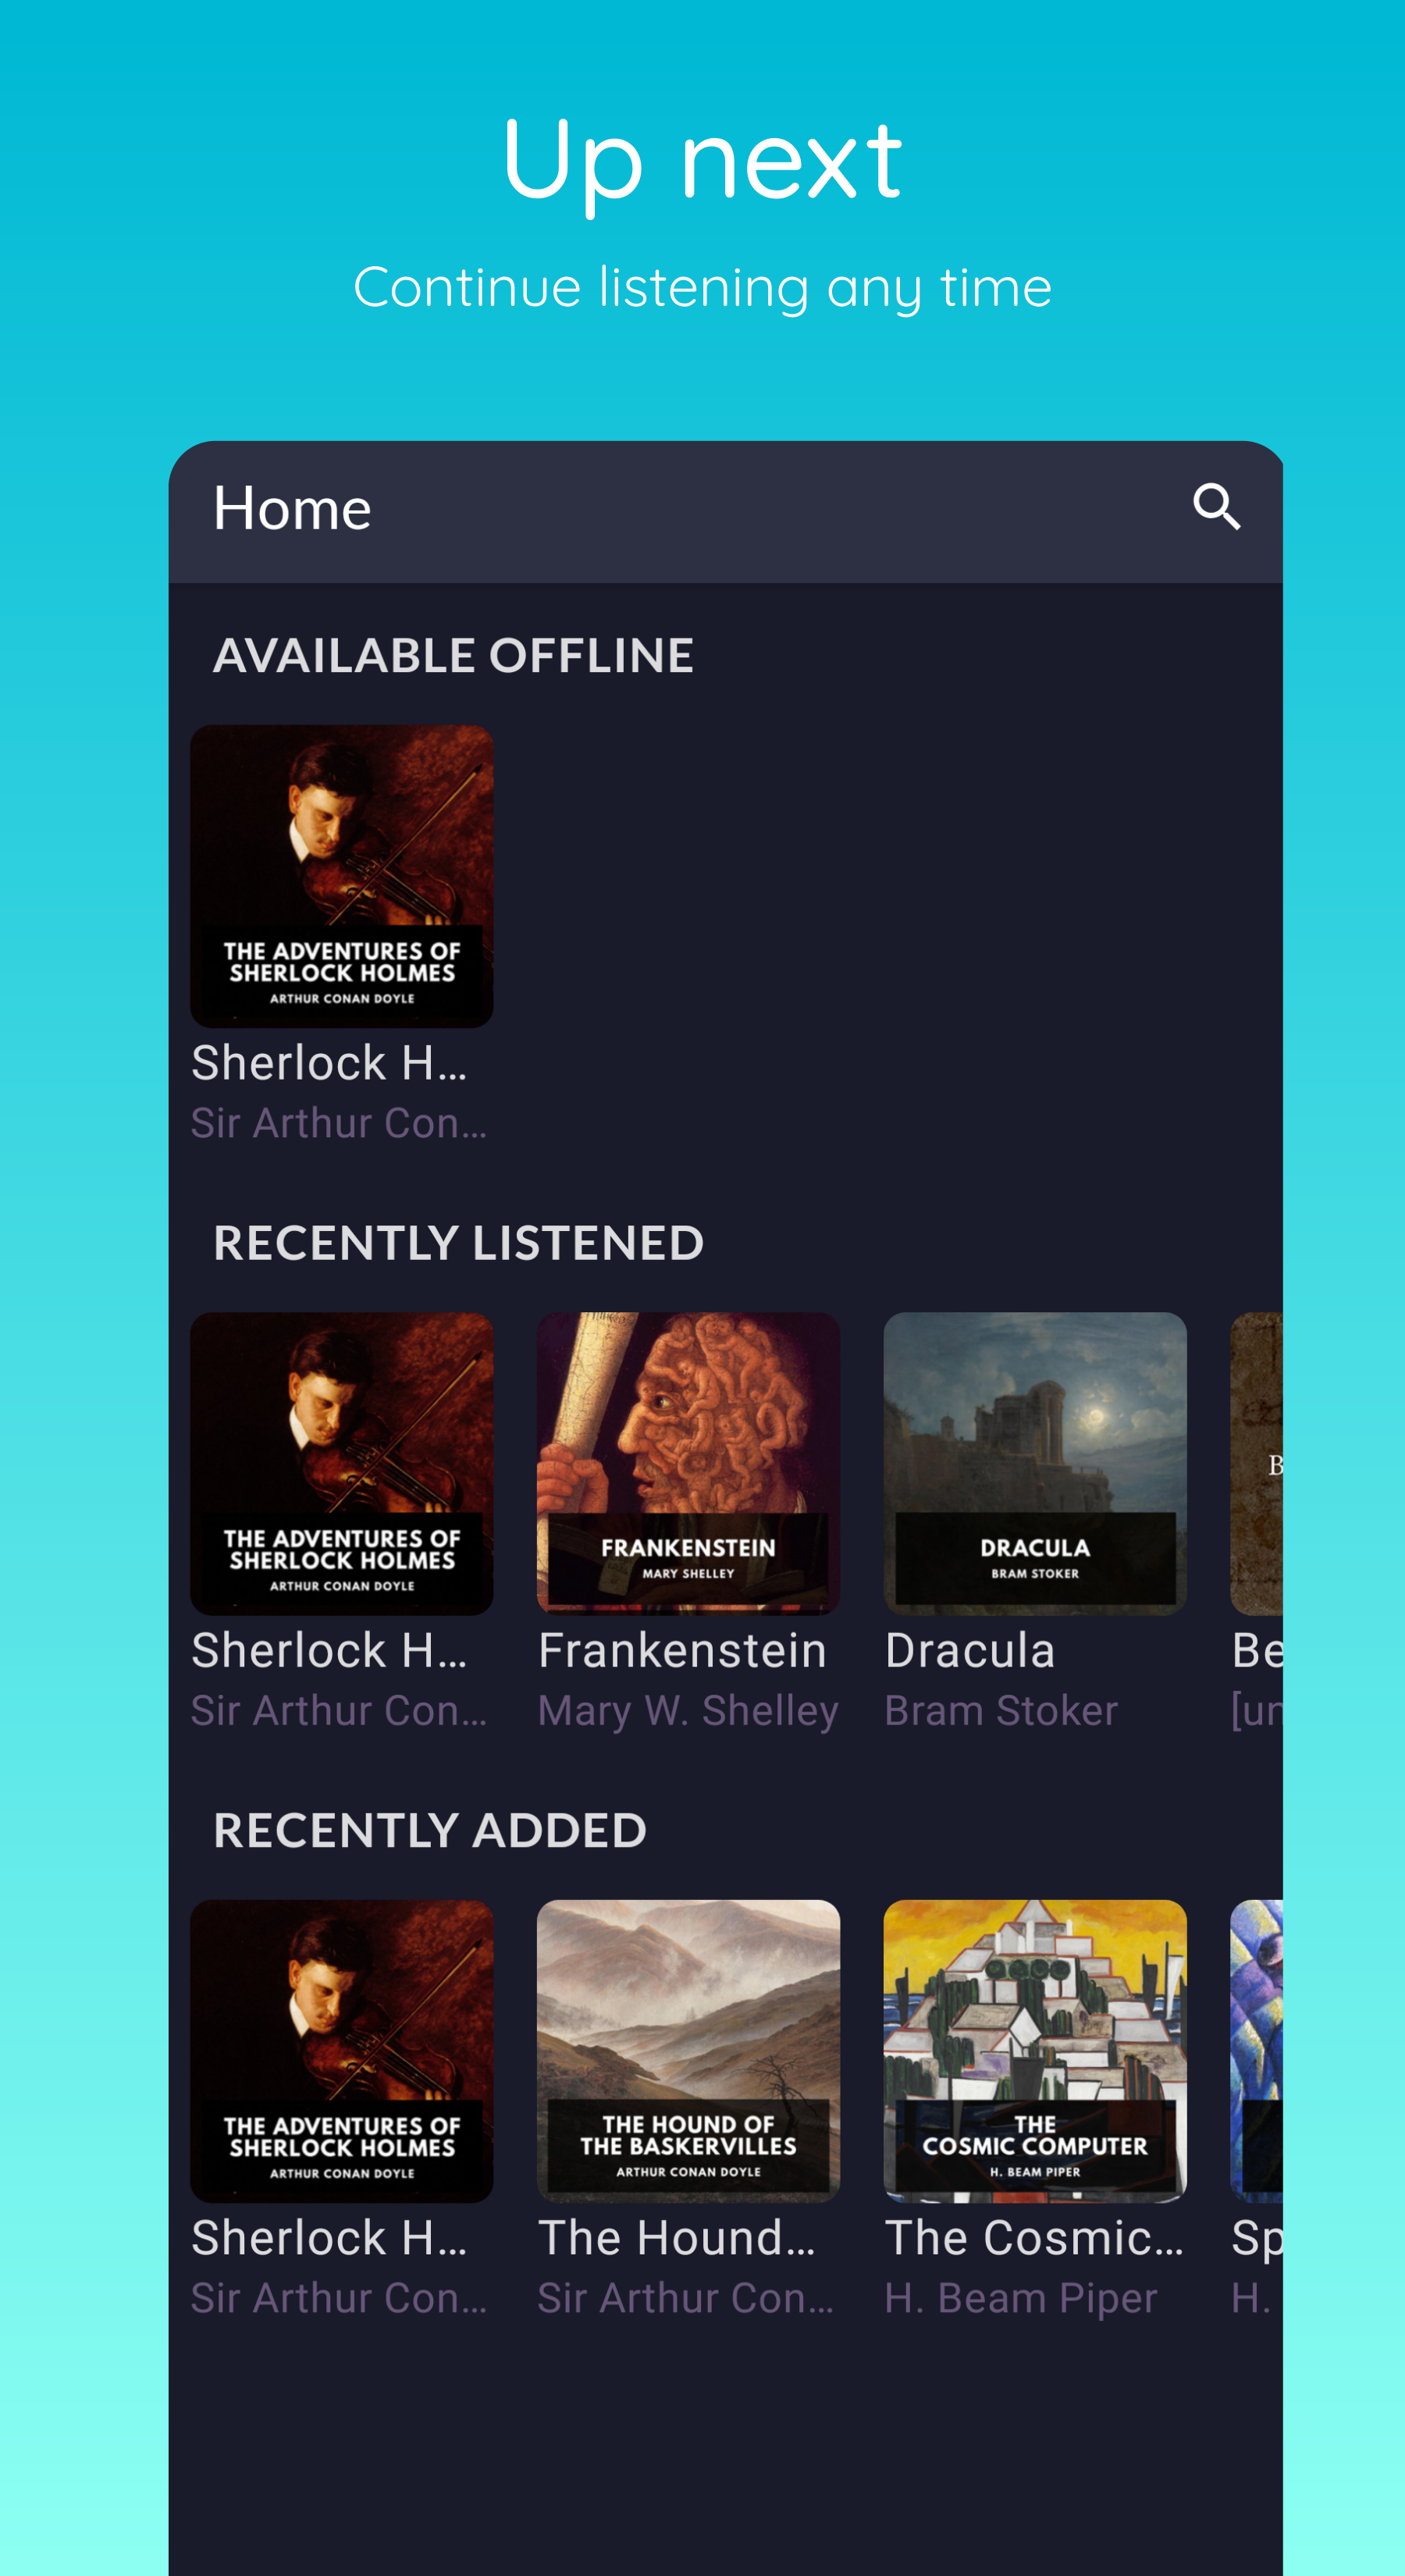 Up next
Continue listening any time
Home
AVAILABLE OFFLINE
THE ADVENTURES OF
SHERLOCK HOLMES
ARTHUR CONAN DOYLE
Sherlock H...
Sir Arthur Con...
RECENTLY LISTENED
THE ADVENTURES OF
SHERLOCK HOLMES
ARTHUR CONAN DOYLE
Sherlock H...
Sir Arthur Con...
FRANKENSTEIN
MARY SHELLEY
Frankenstein
Mary W. Shelley
DRACULA
BRAM STOKER
Dracula
Bram Stoker
B
Be
[un
RECENTLY ADDED
THE ADVENTURES OF
SHERLOCK HOLMES
ARTHUR CONAN DOYLE
Sherlock H...
Sir Arthur Con...
THE HOUND OF
THE BASKERVILLES
ARTHUR CONAN DOYLE
The Hound...
Sir Arthur Con...
THE
COSMIC COMPUTER
H. BEAM PIPER
The Cosmic...
H. Beam Piper
Sp
H.